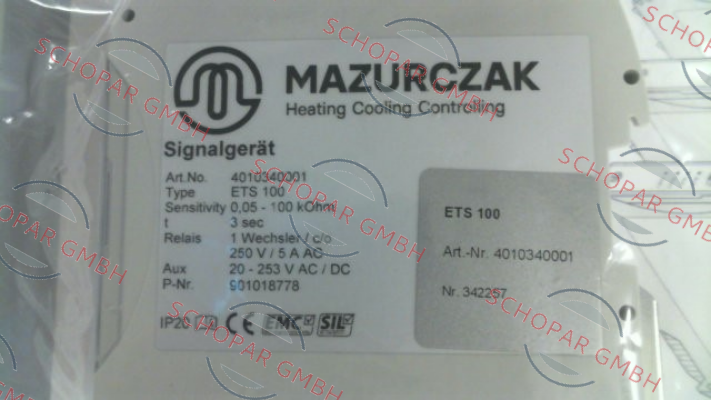 MAZURCZAK
Heating Cooling Controlling
Signalgerät
Art.No. 4010340001
Type ETS 100
Sensitivity 0,05 - 100 kOhm
t 3 sec
Relais 1 Wechsler / c/o
250 V / 5 A AC
Aux 20 - 253 V AC / DC
P-Nr. 901018778
IP20 CE EMC SIL
ETS 100
Art.-Nr. 4010340001
Nr. 342257
SCHOPAR GMBH
SCHOPAR GMBH
SCHOPAR GMBH
SCHOPAR GMBH
SCHOPAR GMBH
SCHOPAR GMBH
SCHOPAR GMBH
SCHOPAR GMBH